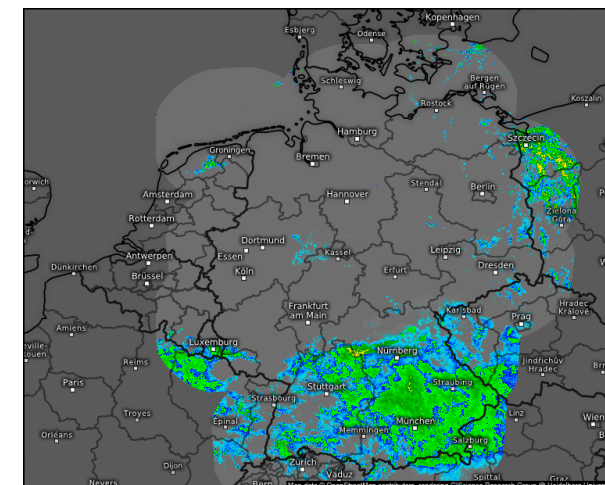 Kopenhagen
Esbjerg
Odense
Schleswig
Bergen
auf Rügen
Koszalin
Rostock
Hamburg
Szczecin
Groningen
Bremen
Stendal
Berlin
Amsterdam
Hannover
Zielona
Góra
Rotterdam
Dortmund
Kassel
Leipzig
Antwerpen
Essen
Dresden
Dünkirchen
Brüssel
Köln
Erfurt
Frankfurt
am Main
Karlsbad
Prag
Hradec
Králové
Amiens
Luxemburg
Nürnberg
Reims
Jindřichův
Hradec
Paris
Stuttgart
Straubing
Strasbourg
Troyes
Epinal
München
Linz
Wien
Orléans
Memmingen
Salzburg
Dijon
Zürich
Vaduz
Spittal
Nevers
Bern